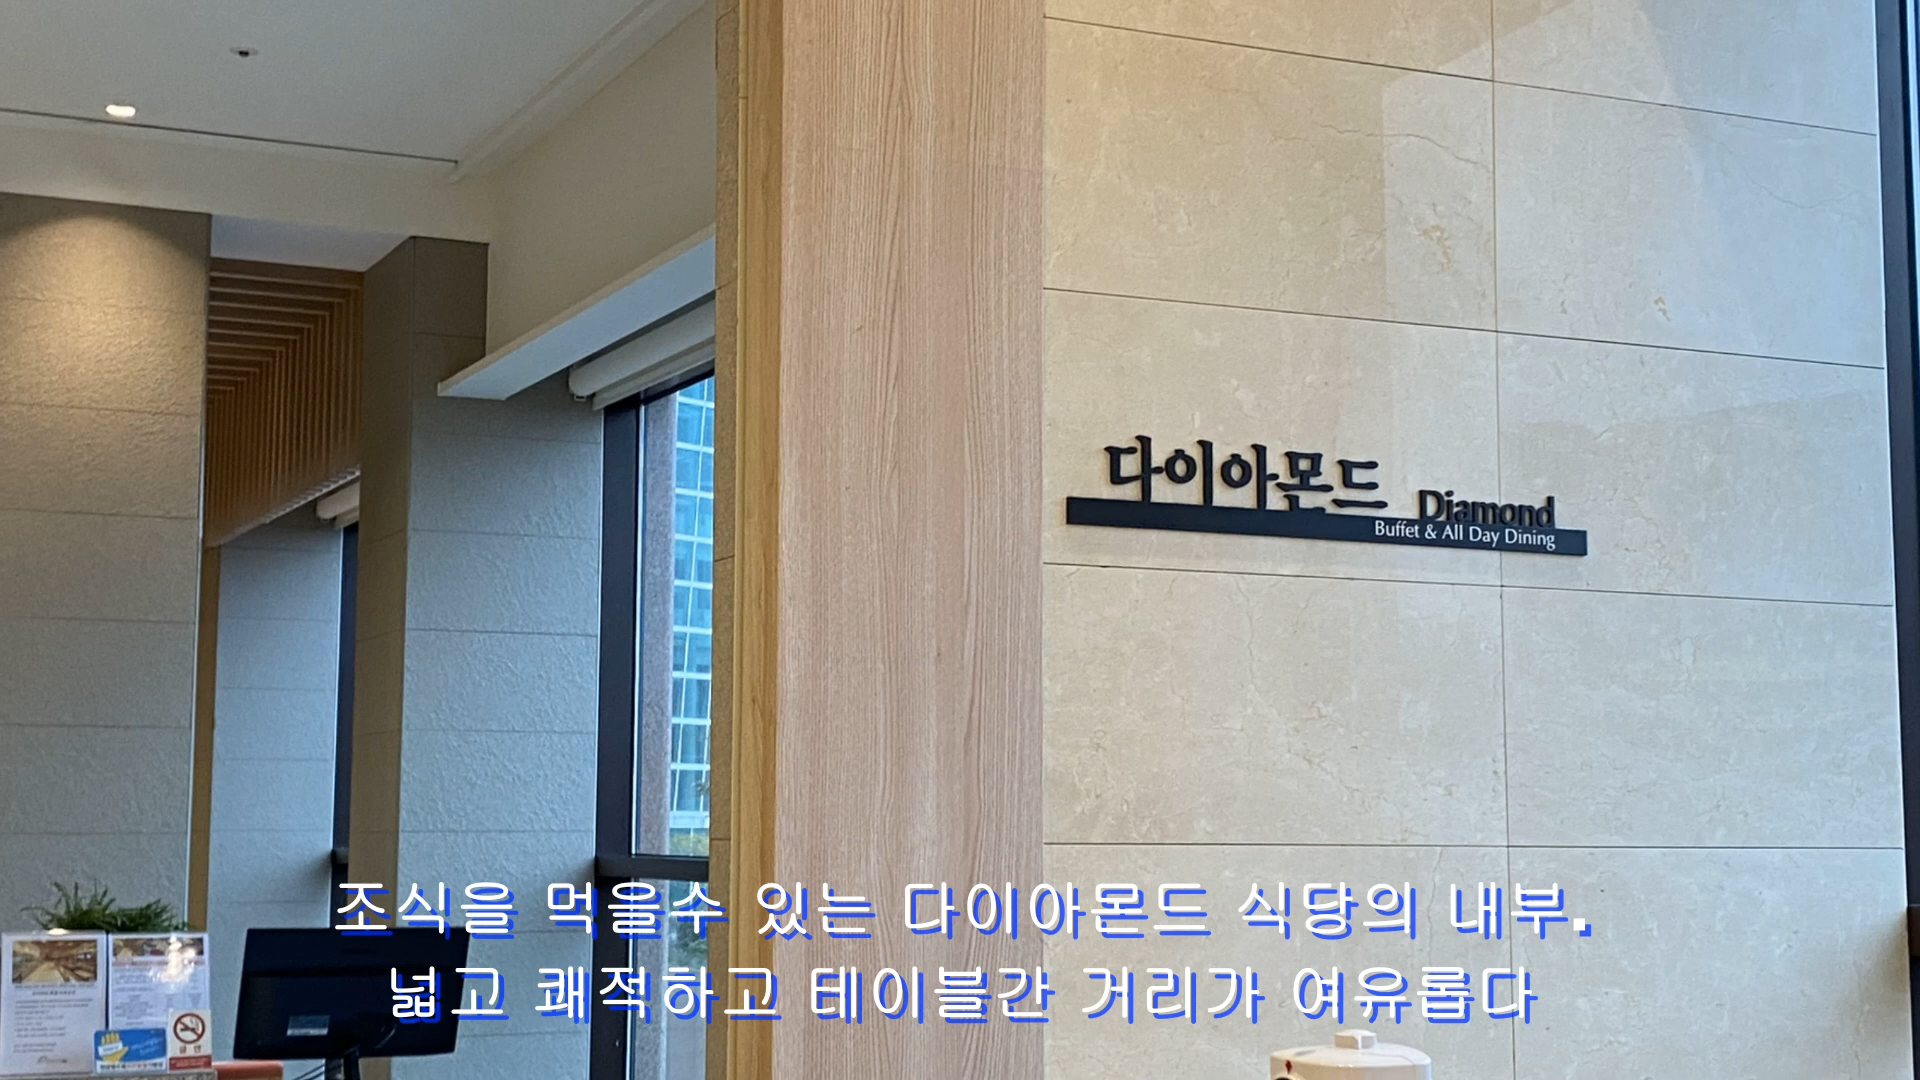 다이아몬드 Diamond
Buffet & All Day Dining
조식을 먹을수 있는 다이아몬드 식당의 내부.
넓고 쾌적하고 테이블간 거리가 여유롭다
금 연